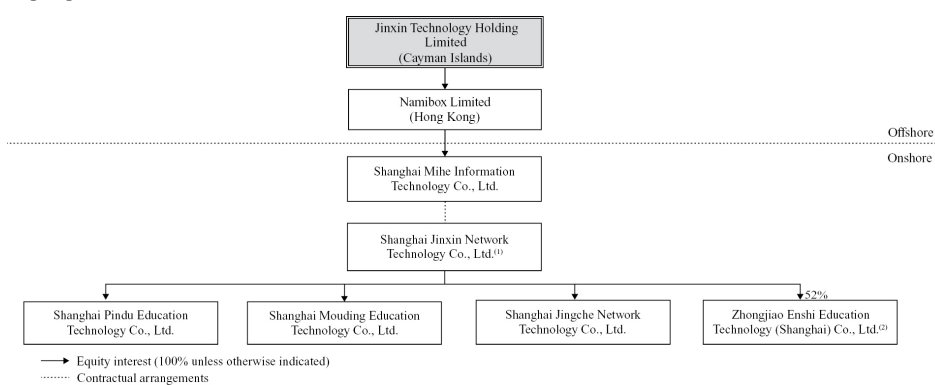 Jinxin Technology Holding
Limited
(Cayman Islands)
Namibox Limited
(Hong Kong)
Offshore
Onshore
Shanghai Mihe Information
Technology Co., Ltd.
Shanghai Jinxin Network
Technology Co., Ltd.(1)
52%
Shanghai Pindu Education
Technology Co., Ltd.
Shanghai Mouding Education
Technology Co., Ltd.
Shanghai Jingche Network
Technology Co., Ltd.
Zhongjiao Enshi Education
Technology (Shanghai) Co., Ltd.(2)
Equity interest (100% unless otherwise indicated)
Contractual arrangements